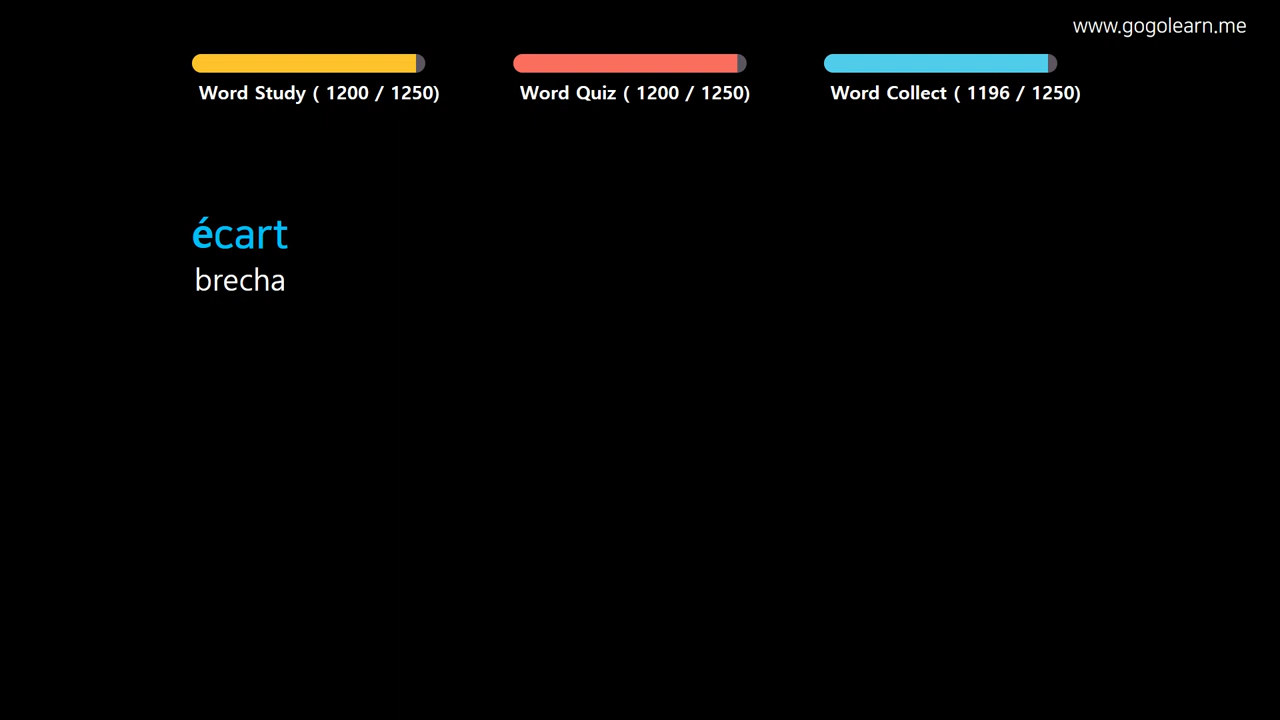 www.gogolearn.me
Word Study ( 1200 / 1250)
Word Quiz ( 1200 / 1250)
Word Collect ( 1196 / 1250)
écart
brecha